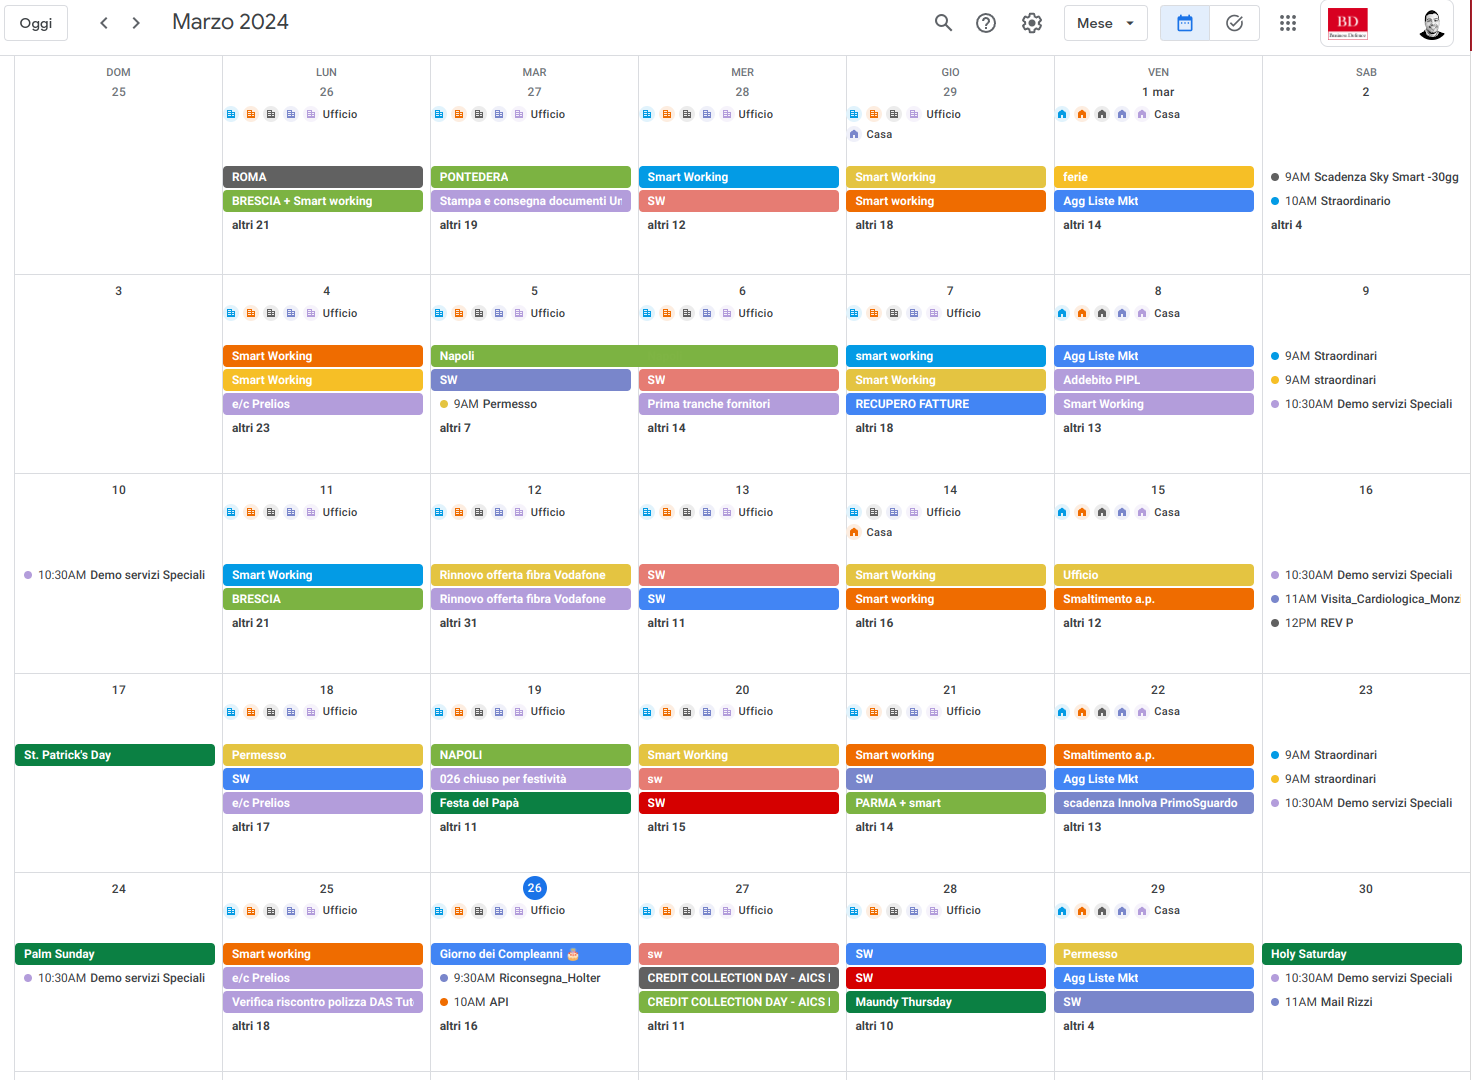 Oggi
Marzo 2024
Mese
BD
DOM LUN MAR MER GIO VEN SAB
25 26 27 28 29 1 mar 2
Ufficio Ufficio Ufficio Ufficio Casa
Casa
ROMA PONTEDERA Smart Working Smart Working ferie 9AM Scadenza Sky Smart -30gg
BRESCIA + Smart working Stampa e consegna documenti Ur SW Smart working Agg Liste Mkt 10AM Straordinario
altri 21 altri 19 altri 12 altri 18 altri 14 altri 4
3 4 5 6 7 8 9
Ufficio Ufficio Ufficio Ufficio Casa
Smart Working Napoli smart working Agg Liste Mkt 9AM Straordinari
Smart Working SW SW Smart Working Addebito PIPL 9AM straordinari
e/c Prelios 9AM Permesso Prima tranche fornitori RECUPERO FATTURE Smart Working 10:30AM Demo servizi Speciali
altri 23 altri 7 altri 14 altri 18 altri 13
10 11 12 13 14 15 16
Ufficio Ufficio Ufficio Ufficio Casa
Casa
10:30AM Demo servizi Speciali Smart Working Rinnovo offerta fibra Vodafone SW Smart Working Ufficio 10:30AM Demo servizi Speciali
BRESCIA Rinnovo offerta fibra Vodafone SW Smart working Smaltimento a.p. 11AM Visita_Cardiologica_Monzi
altri 21 altri 31 altri 11 altri 16 altri 12 12PM REV P
17 18 19 20 21 22 23
Ufficio Ufficio Ufficio Ufficio Casa
St. Patrick's Day Permesso NAPOLI Smart Working Smart working Smaltimento a.p. 9AM Straordinari
SW 026 chiuso per festività sw SW Agg Liste Mkt 9AM straordinari
e/c Prelios Festa del Papà SW PARMA + smart scadenza Innolva PrimoSguardo 10:30AM Demo servizi Speciali
altri 17 altri 11 altri 15 altri 14 altri 13
24 25 26 27 28 29 30
Ufficio Ufficio Ufficio Ufficio Casa
Palm Sunday Smart working Giorno dei Compleanni sw SW Permesso Holy Saturday
10:30AM Demo servizi Speciali e/c Prelios 9:30AM Riconsegna_Holter CREDIT COLLECTION DAY - AICS SW Agg Liste Mkt 10:30AM Demo servizi Speciali
Verifica riscontro polizza DAS Tut 10AM API CREDIT COLLECTION DAY - AICS Maundy Thursday SW 11AM Mail Rizzi
altri 18 altri 16 altri 11 altri 10 altri 4